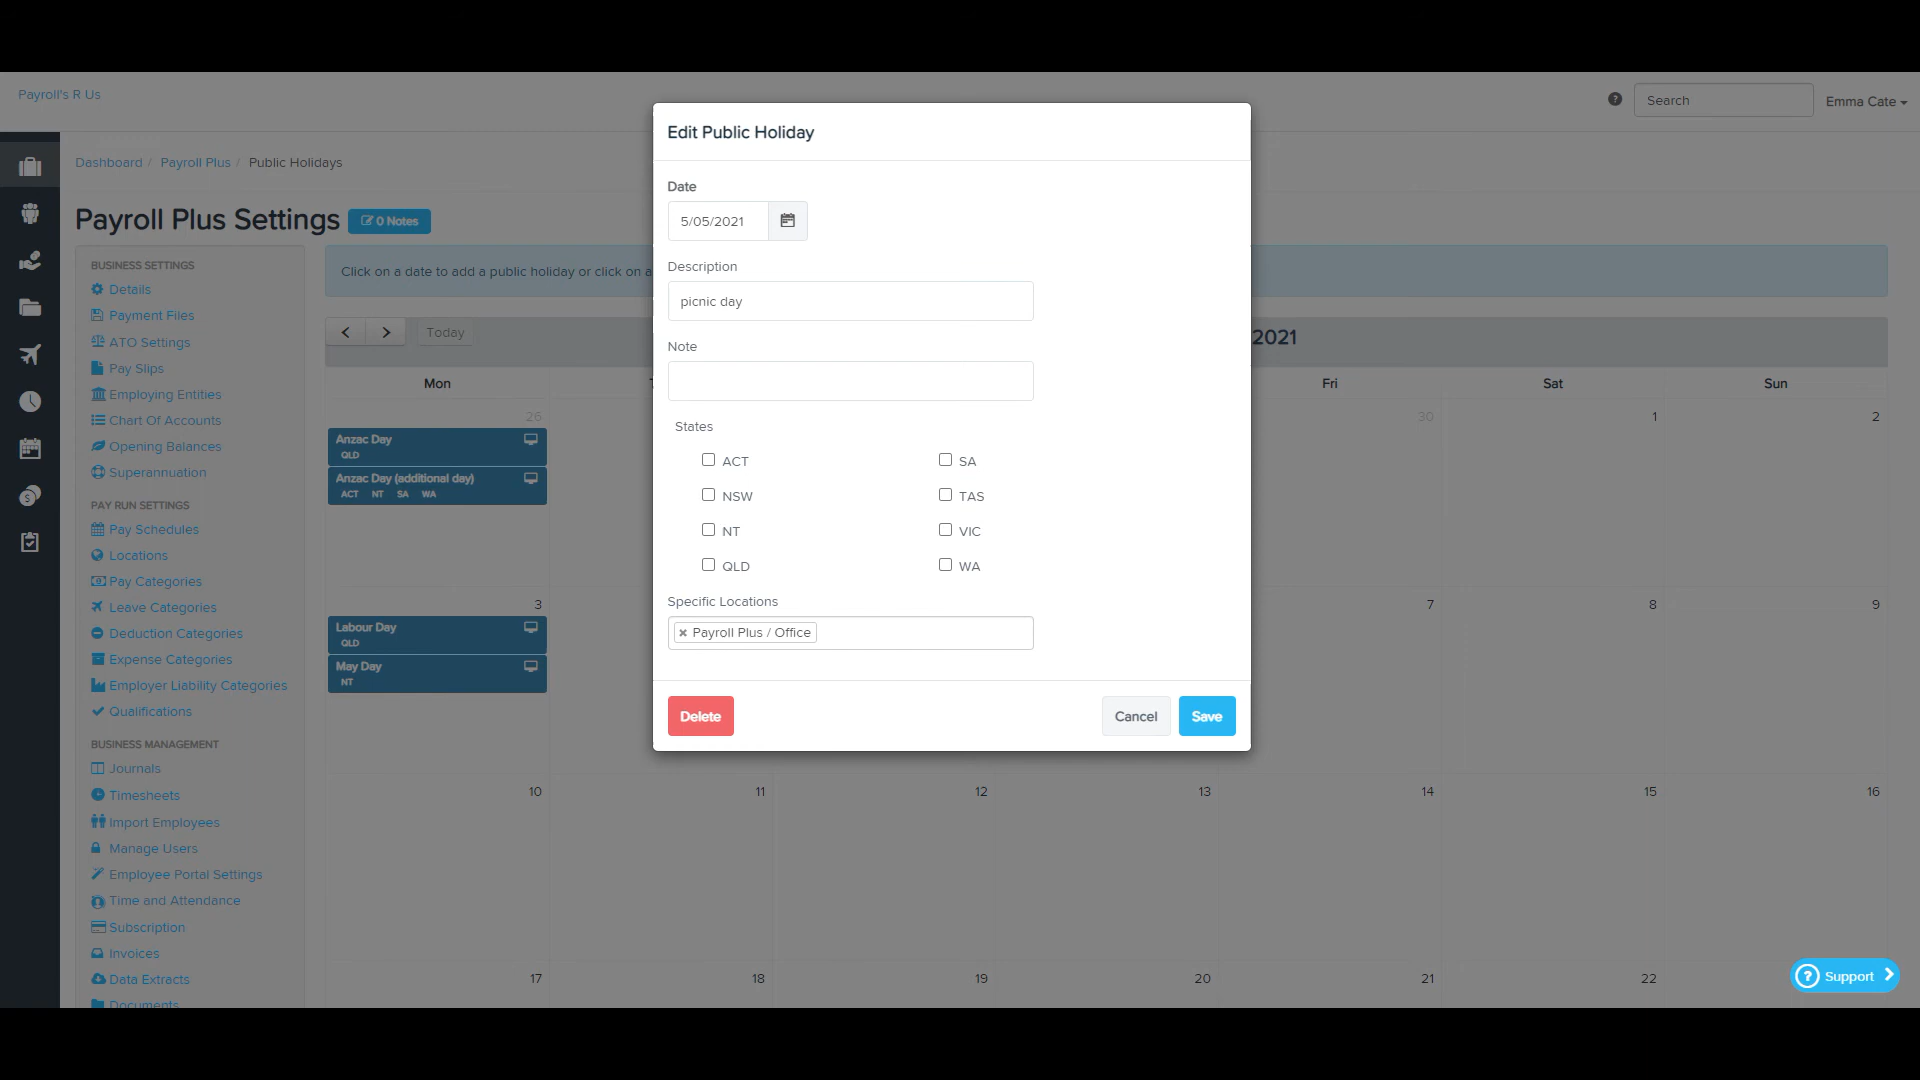 Payroll's R Us
Search
Emma Cate
Dashboard / Payroll Plus / Public Holidays
Payroll Plus Settings
0 Notes
BUSINESS SETTINGS
Details
Payment Files
ATO Settings
Pay Slips
Employing Entities
Chart Of Accounts
Opening Balances
Superannuation
PAY RUN SETTINGS
Pay Schedules
Locations
Pay Categories
Leave Categories
Deduction Categories
Expense Categories
Employer Liability Categories
Qualifications
BUSINESS MANAGEMENT
Journals
Timesheets
Import Employees
Manage Users
Employee Portal Settings
Time and Attendance
Subscription
Invoices
Data Extracts
Documents
Click on a date to add a public holiday or click on a
Today
2021
Mon
Fri
Sat
Sun
26
30
1
2
Anzac Day
QLD
Anzac Day (additional day)
ACT NT SA WA
3
7
8
9
Labour Day
QLD
May Day
NT
10
11
12
13
14
15
16
17
18
19
20
21
22
Edit Public Holiday
Date
5/05/2021
Description
picnic day
Note
States
ACT
SA
NSW
TAS
NT
VIC
QLD
WA
Specific Locations
Payroll Plus / Office
Delete
Cancel
Save
Support